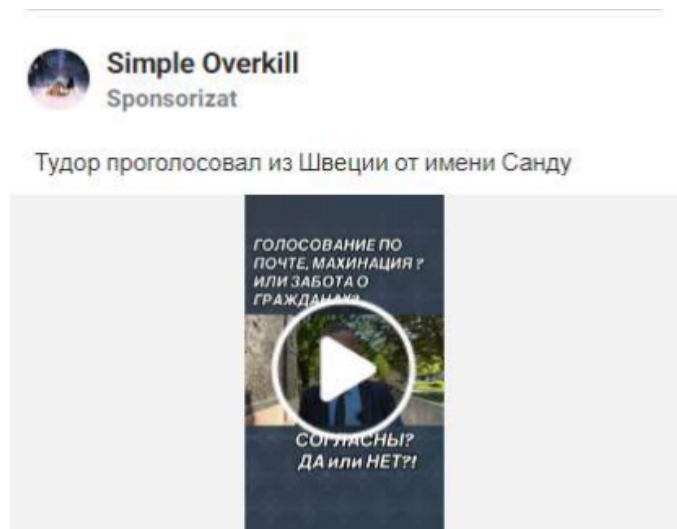 Simple Overkill
Sponsorizat
Тудор проголосовал из Швеции от имени Санду
ГОЛОСОВАНИЕ ПО
ПОЧТЕ, МАХИНАЦИЯ ?
ИЛИ ЗАБОТА О
ГРАЖДАНАХ?
СОГЛАСНЫ?
ДА или НЕТ?!